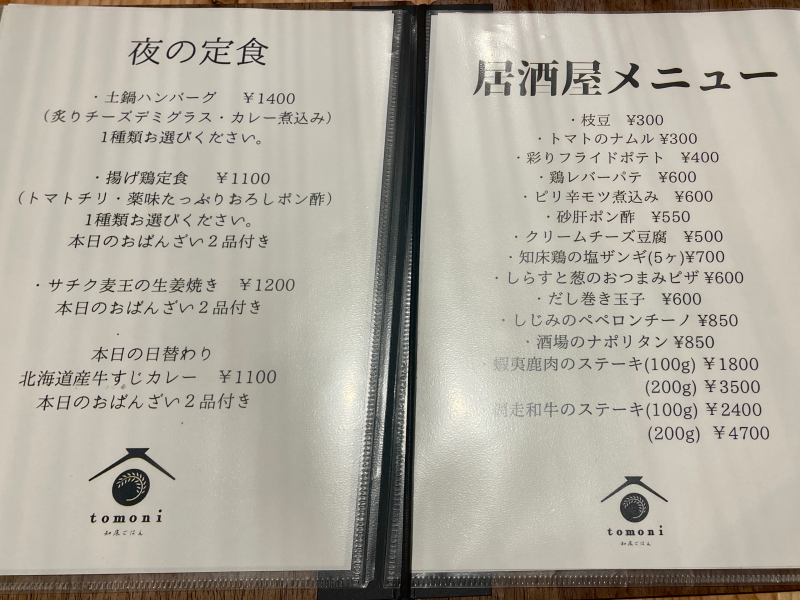 夜の定食
・土鍋ハンバーグ ￥1400
（炙りチーズデミグラス・カレー煮込み）
1種類お選びください。
・揚げ鶏定食 ￥1100
（トマトチリ・薬味たっぷりおろしポン酢）
1種類お選びください。
本日のおばんざい２品付き
・サチク麦王の生姜焼き ￥1200
本日のおばんざい２品付き
本日の日替わり
北海道産牛すじカレー ￥1100
本日のおばんざい２品付き
tomoni
知床ごはん
居酒屋メニュー
・枝豆 ¥300
・トマトのナムル ¥300
・彩りフライドポテト ¥400
・鶏レバーパテ ¥600
・ピリ辛モツ煮込み ¥600
・砂肝ポン酢 ¥550
・クリームチーズ豆腐 ¥500
・知床鶏の塩ザンギ(5ヶ)¥700
・しらすと葱のおつまみピザ ¥600
・だし巻き玉子 ¥600
・しじみのペペロンチーノ ¥850
・酒場のナポリタン ¥850
蝦夷鹿肉のステーキ(100g) ￥1800
(200g) ￥3500
網走和牛のステーキ(100g) ￥2400
(200g) ￥4700
tomoni
知床ごはん